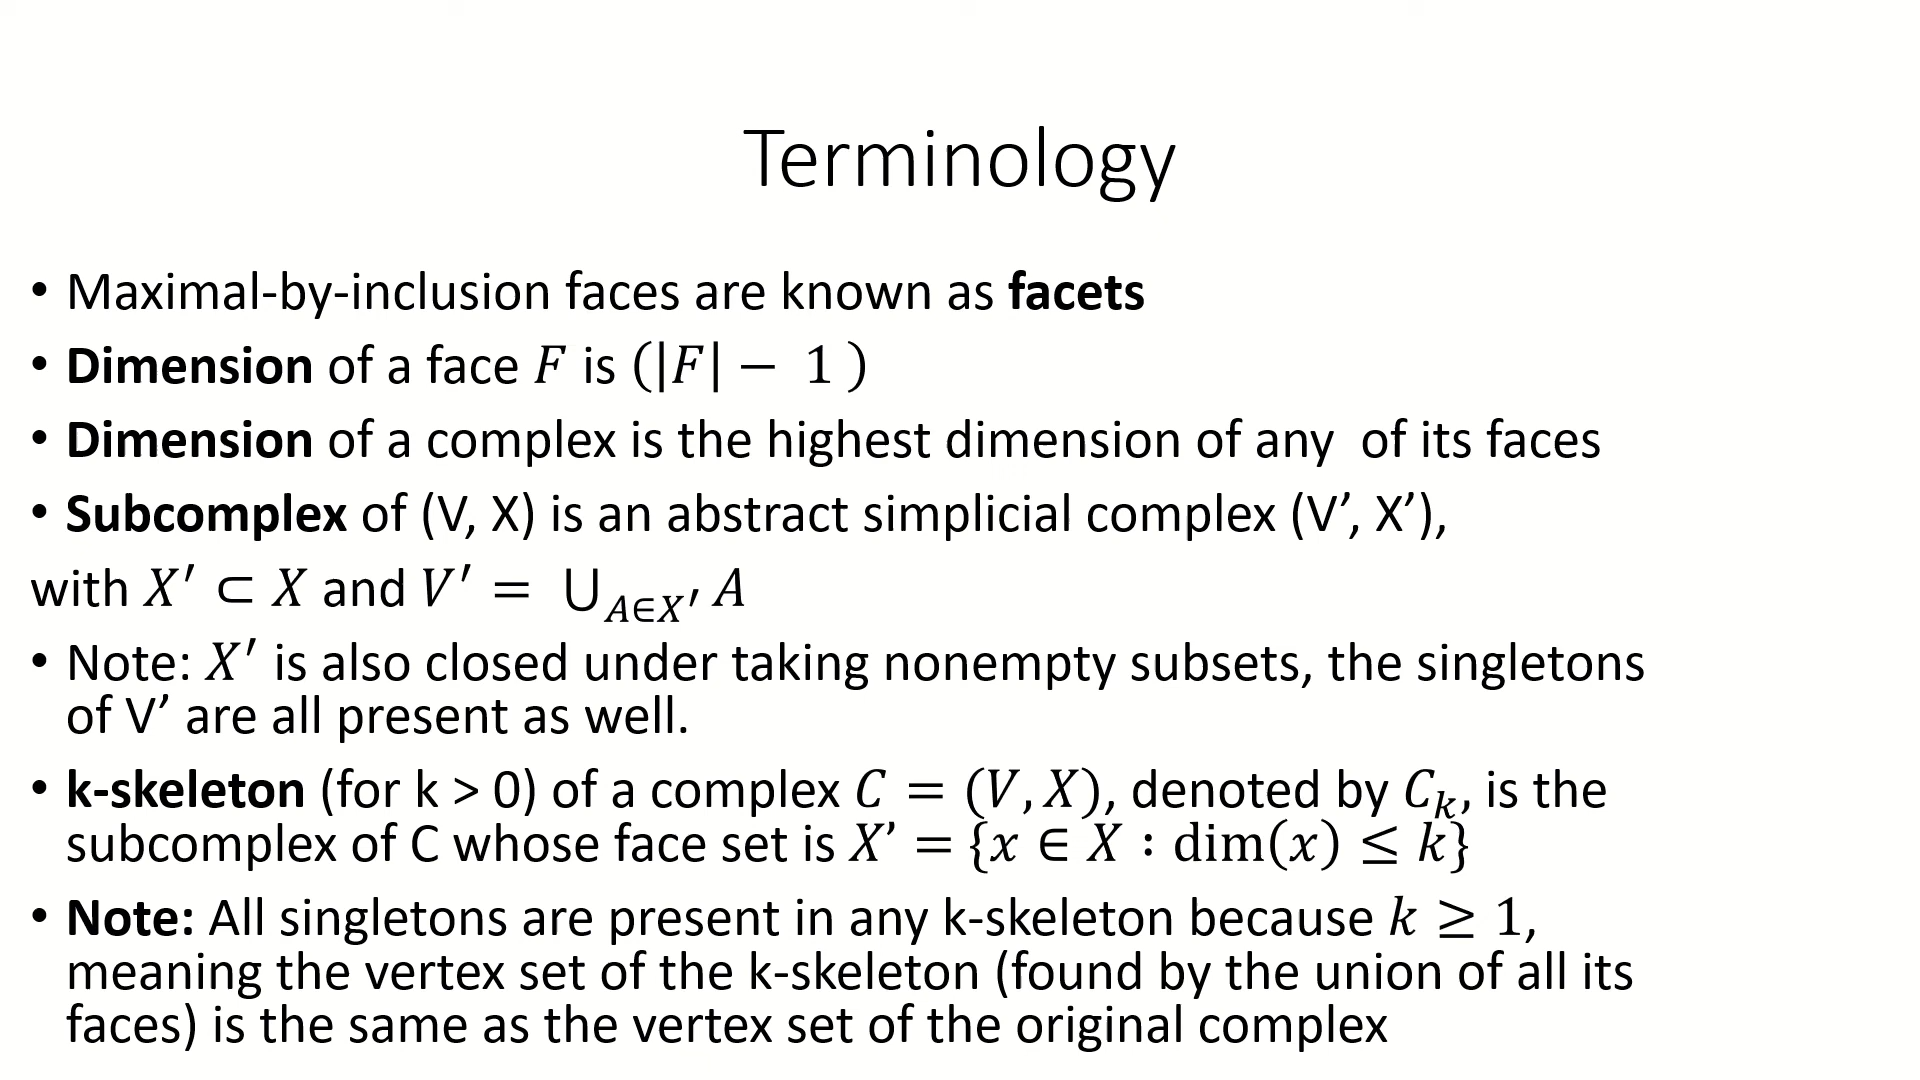 Terminology
• Maximal-by-inclusion faces are known as facets
• Dimension of a face F is (|F| − 1 )
• Dimension of a complex is the highest dimension of any  of its faces
• Subcomplex of (V, X) is an abstract simplicial complex (V’, X’),
with X′ ⊂ X and V′ = ⋃_{A∈X′} A
• Note: X′ is also closed under taking nonempty subsets, the singletons
of V’ are all present as well.
• k-skeleton (for k > 0) of a complex C = (V, X), denoted by C_k, is the
subcomplex of C whose face set is X’ = {x ∈ X : dim(x) ≤ k}
• Note: All singletons are present in any k-skeleton because k ≥ 1,
meaning the vertex set of the k-skeleton (found by the union of all its
faces) is the same as the vertex set of the original complex